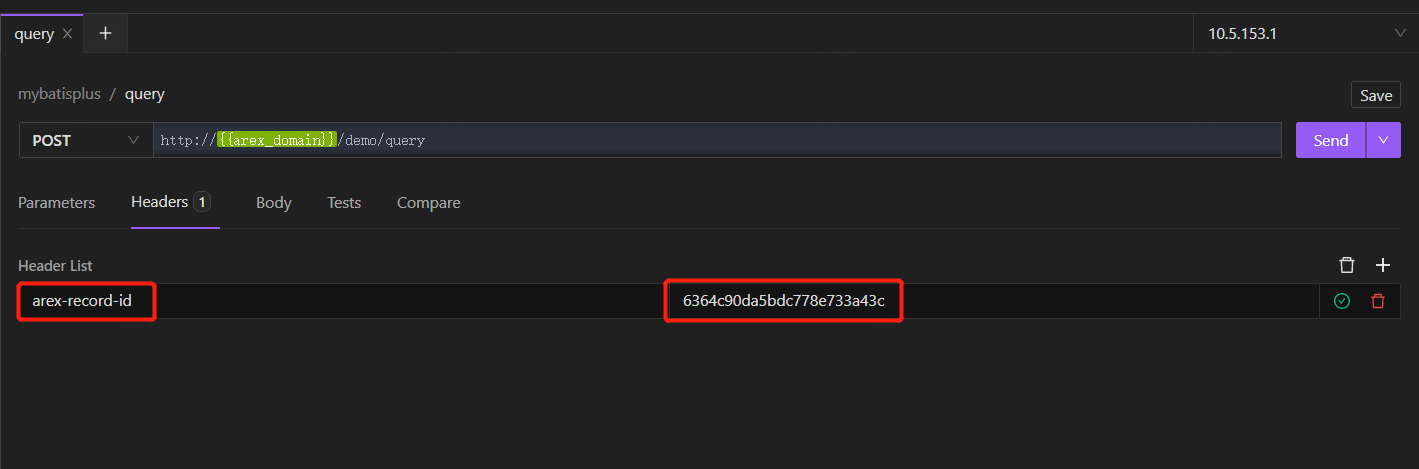 query
10.5.153.1
mybatisplus / query
Save
POST http://{{arex_domain}}/demo/query Send
Parameters Headers 1 Body Tests Compare
Header List
arex-record-id 6364c90da5bdc778e733a43c